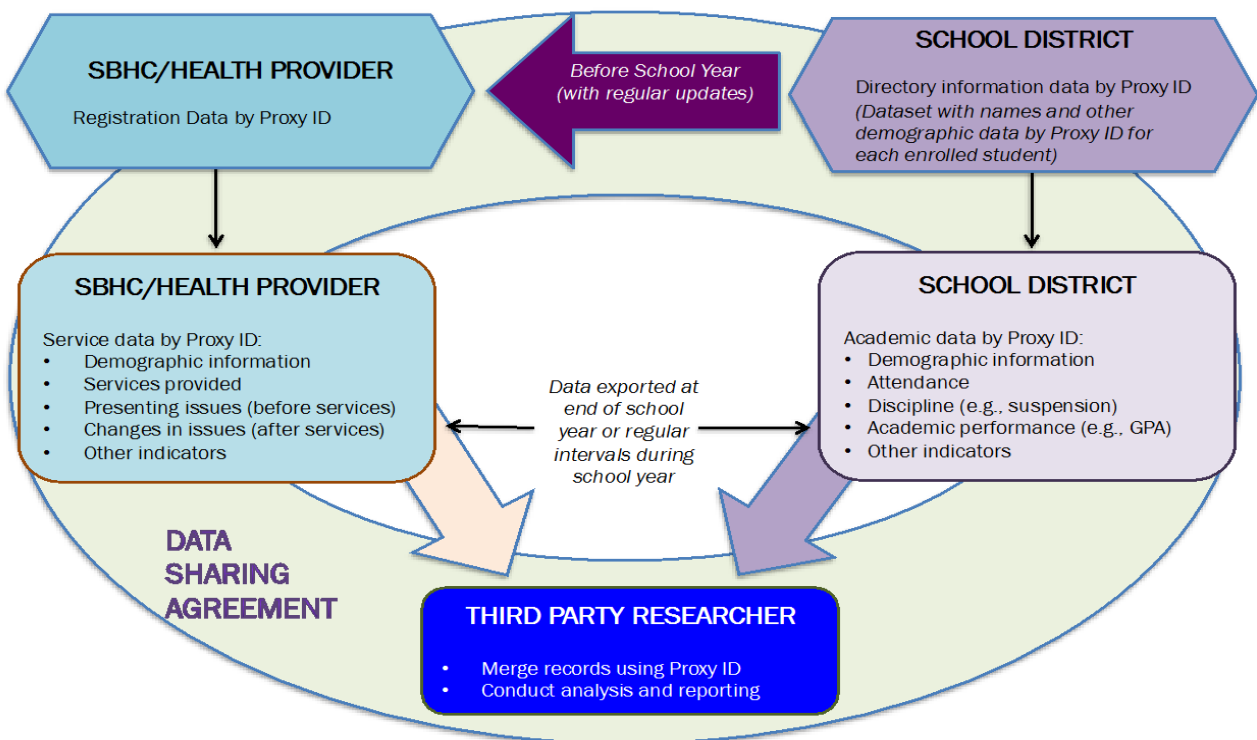 SBHC/HEALTH PROVIDER
Registration Data by Proxy ID
Before School Year
(with regular updates)
SCHOOL DISTRICT
Directory information data by Proxy ID
(Dataset with names and other
demographic data by Proxy ID for
each enrolled student)
SBHC/HEALTH PROVIDER
Service data by Proxy ID:
• Demographic information
• Services provided
• Presenting issues (before services)
• Changes in issues (after services)
• Other indicators
Data exported at
end of school
year or regular
intervals during
school year
SCHOOL DISTRICT
Academic data by Proxy ID:
• Demographic information
• Attendance
• Discipline (e.g., suspension)
• Academic performance (e.g., GPA)
• Other indicators
DATA
SHARING
AGREEMENT
THIRD PARTY RESEARCHER
• Merge records using Proxy ID
• Conduct analysis and reporting